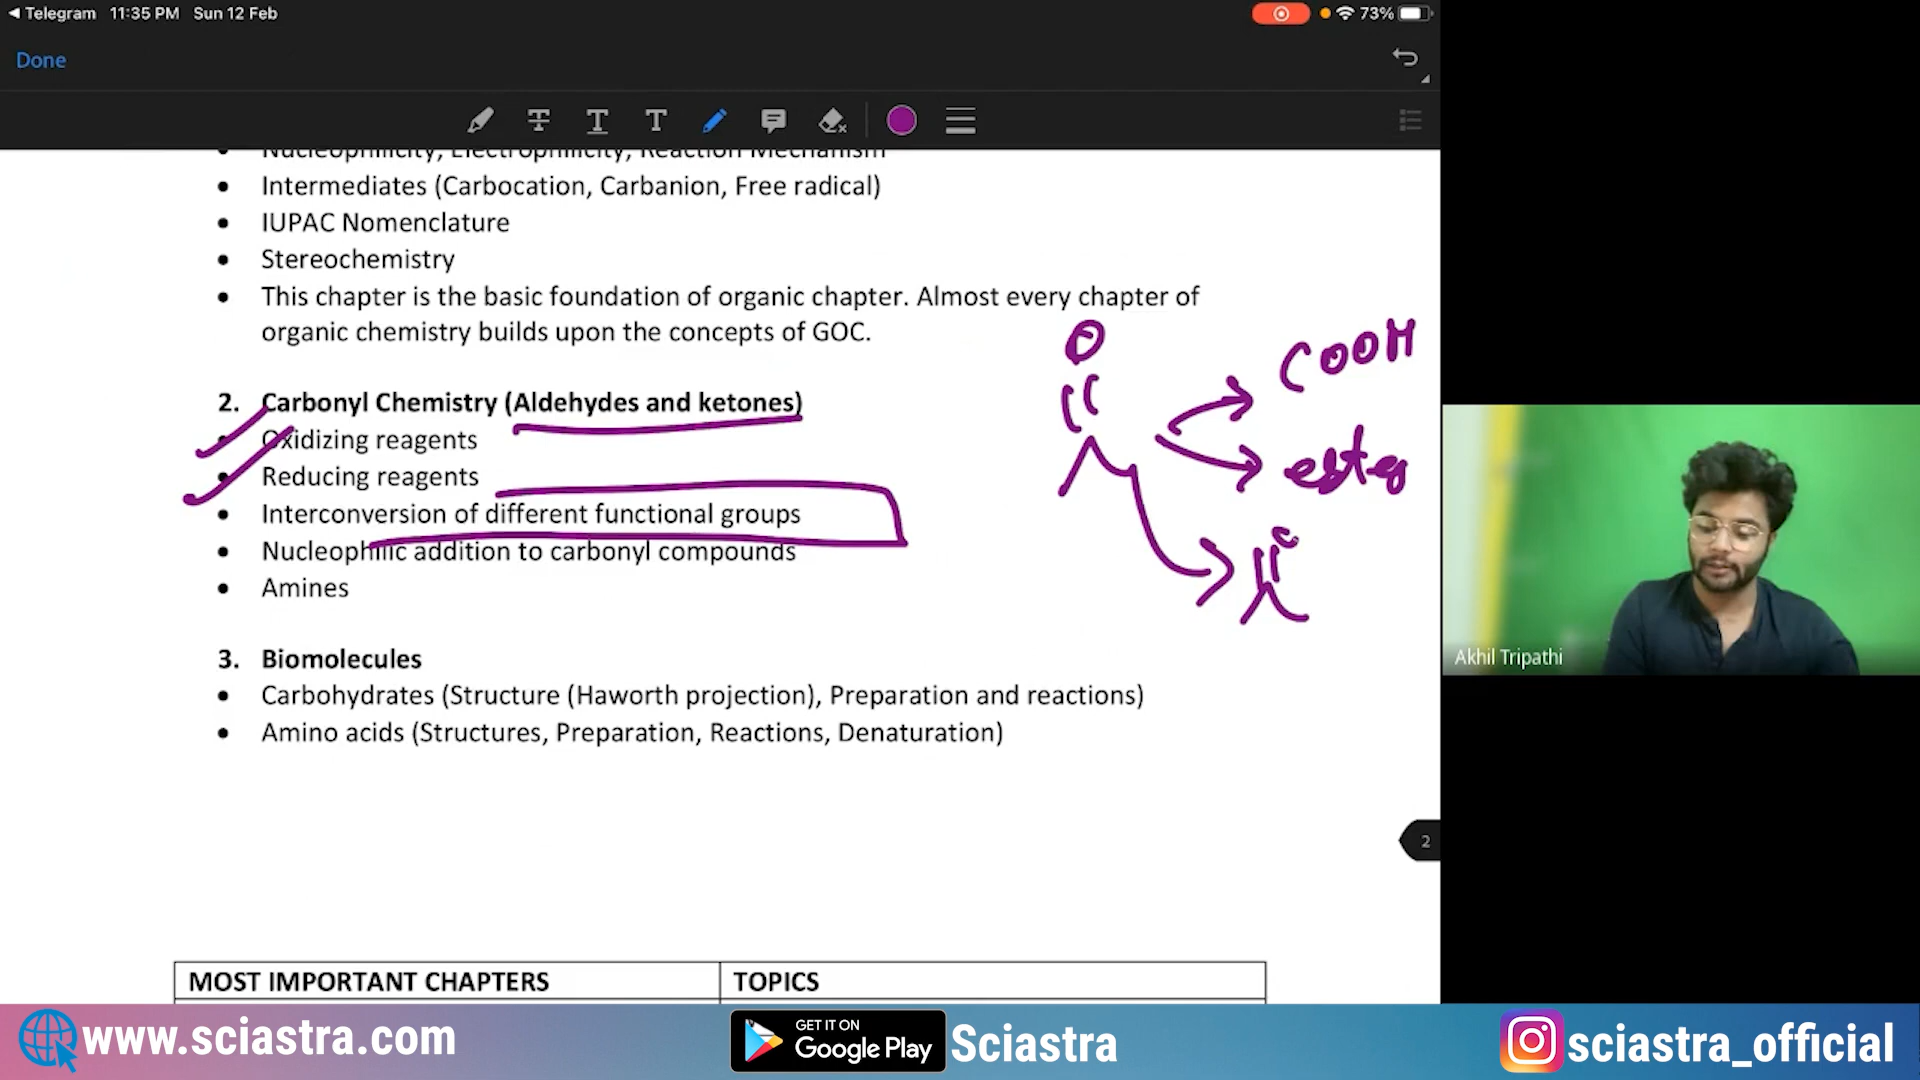 Telegram 11:35 PM Sun 12 Feb 73%
Done
Nucleophilicity, Electrophilicity, Reaction Mechanism
• Intermediates (Carbocation, Carbanion, Free radical)
• IUPAC Nomenclature
• Stereochemistry
• This chapter is the basic foundation of organic chapter. Almost every chapter of
organic chemistry builds upon the concepts of GOC.
O
COOH
2. Carbonyl Chemistry (Aldehydes and ketones)
• Oxidizing reagents
• Reducing reagents
ester
• Interconversion of different functional groups
• Nucleophilic addition to carbonyl compounds
• Amines
Akhil Tripathi
3. Biomolecules
• Carbohydrates (Structure (Haworth projection), Preparation and reactions)
• Amino acids (Structures, Preparation, Reactions, Denaturation)
2
MOST IMPORTANT CHAPTERS TOPICS
www.sciastra.com
GET IT ON
Google Play
Sciastra
sciastra_official